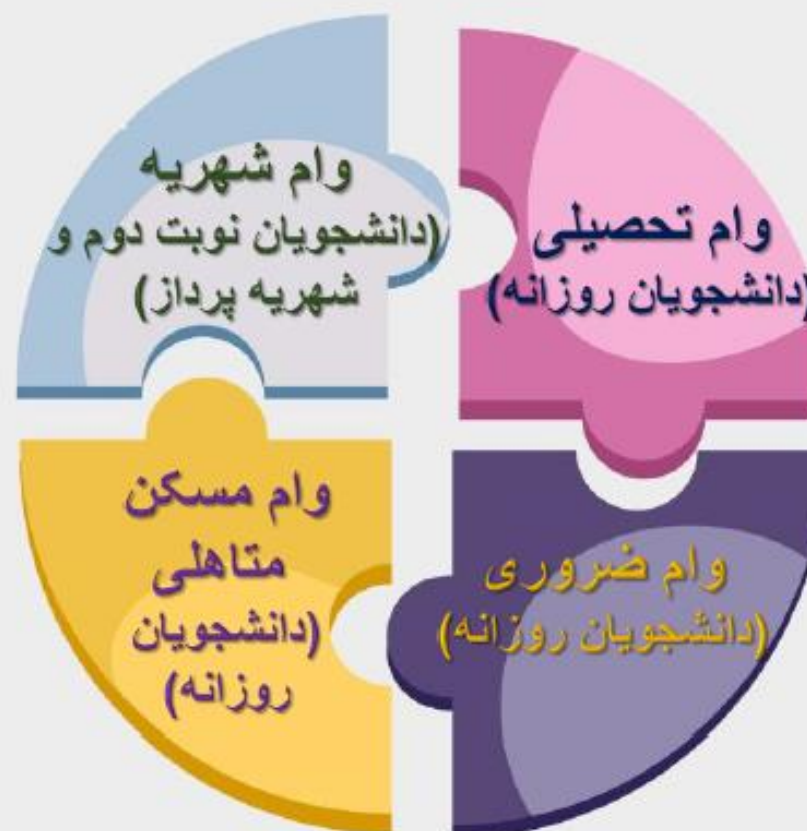 وام تحصیلی
(دانشجویان روزانه)
وام شهریه
(دانشجویان نوبت دوم و
شهریه پرداز)
وام ضروری
(دانشجویان روزانه)
وام مسکن
متاهلی
(دانشجویان
روزانه)